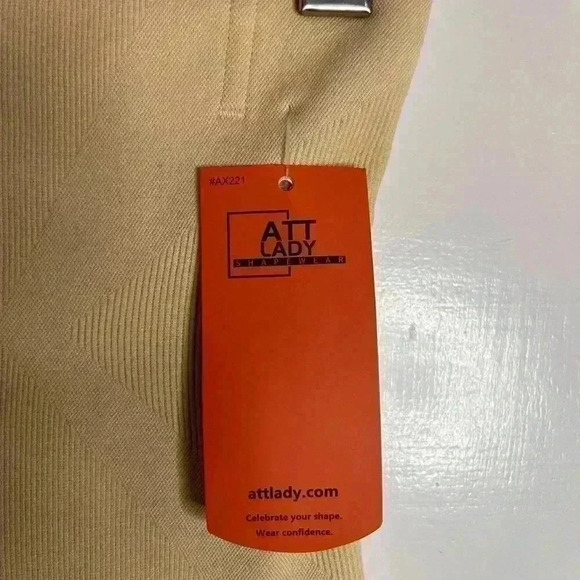 #AX221
ATT
LADY
SHAPEWEAR
attlady.com
Celebrate your shape.
Wear confidence.